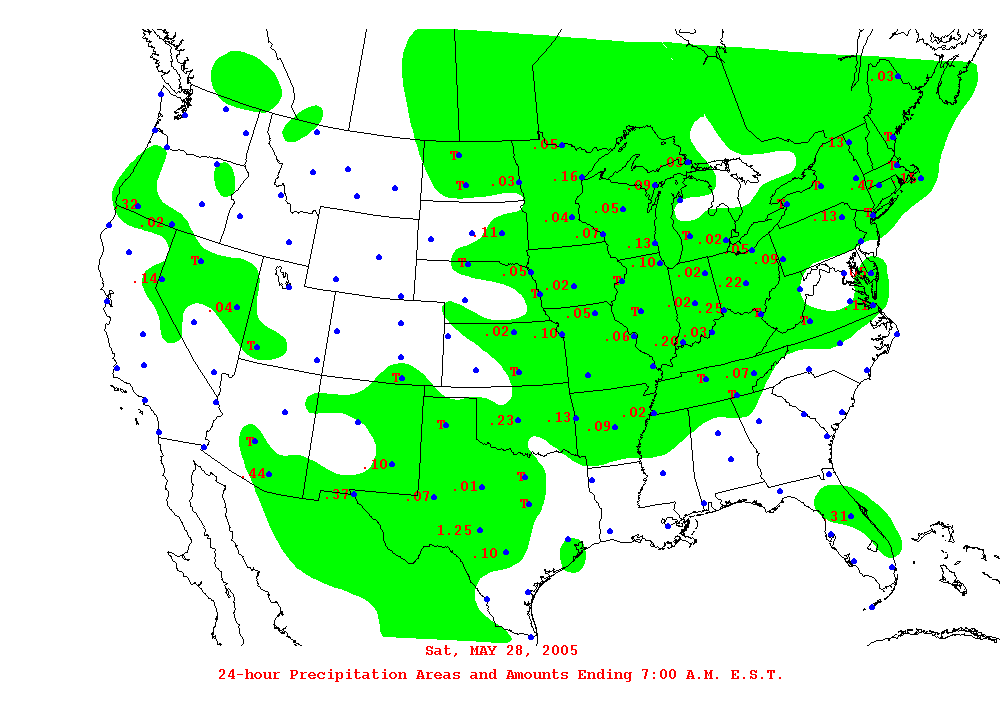 .03
.13 T
.05 T
.01 T
.16 .09 .47 .11
T .03 T
.32 .05 T
.04 .13 T
.02
.11 .07 T .02
.13 .05
T T .10 .09
.14 .05 .02
.02 T .22
T
.04 .05 T .02 .25 T .11
T
.02 .10 .06 .20 .03
T
T T .07
T T
.23 .13 .09 .02
T T
T
.10
.44 T
.37 .07 .01
T
1.25 .31
.10
Sat, MAY 28, 2005
24-hour Precipitation Areas and Amounts Ending 7:00 A.M. E.S.T.